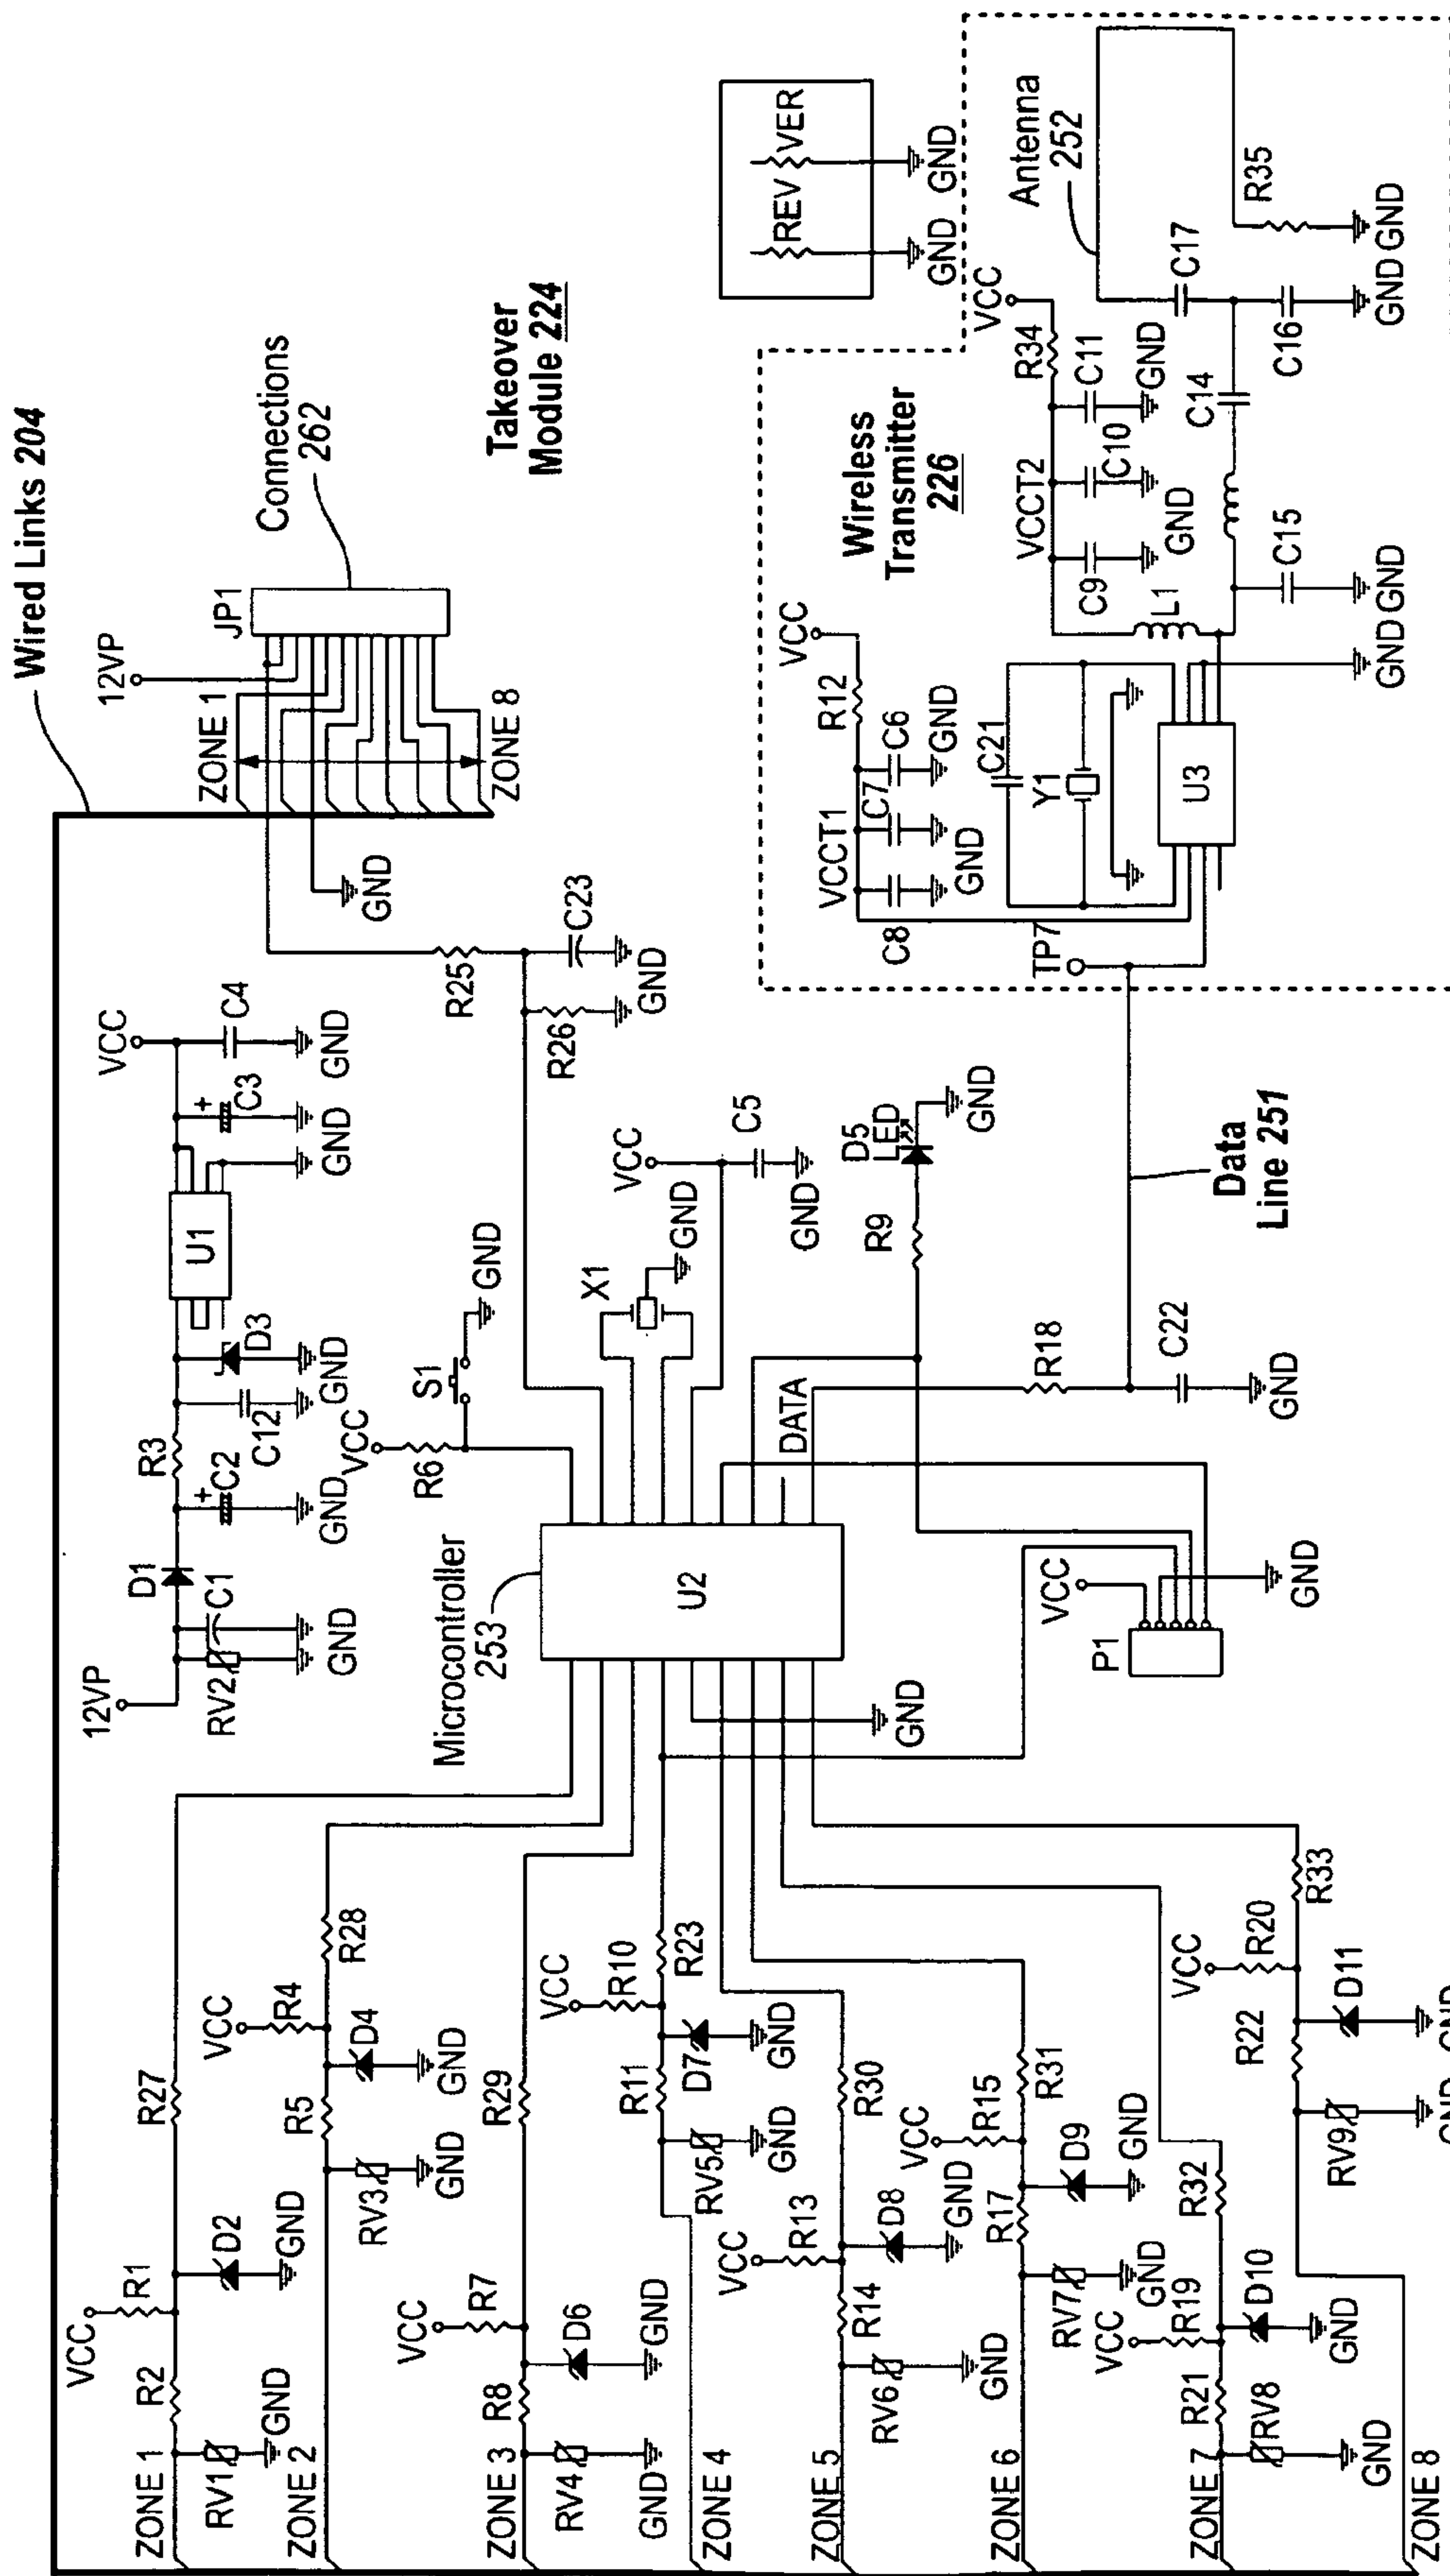 Wired Links 204
12VP
D1
R3
U1
VCC
RV2
C1
GND
+
C2
GND
C12
D3
GND
GND
+
C3
GND
C4
GND
12VP
ZONE 1
ZONE 8
JP1
Connections
262
GND
Takeover
Module 224
VCC
R1
R2
R27
ZONE 1
RV1
GND
D2
GND
ZONE 2
VCC
R4
R5
R28
RV3
GND
D4
GND
VCC
R7
R8
R29
ZONE 3
RV4
GND
D6
GND
ZONE 4
VCC
R10
R11
R23
RV5
GND
D7
GND
VCC
R13
R14
R30
ZONE 5
RV6
GND
D8
GND
VCC
R15
R17
R31
ZONE 6
RV7
GND
D9
GND
VCC
R19
R21
R32
ZONE 7
RV8
GND
D10
GND
VCC
R20
R22
R33
RV9
GND
D11
GND
ZONE 8
Microcontroller
253
U2
GND
VCC
R6
S1
GND
X1
GND
R25
R26
C23
GND
VCC
C5
GND
D5
LED
R9
GND
DATA
R18
C22
GND
VCC
P1
GND
Data
Line 251
REV
VER
GND
GND
Wireless
Transmitter
226
VCC
R12
VCCT1
C8
C7
C6
GND
GND
TP7
C21
Y1
U3
GND
VCC
R34
VCCT2
C9
C10
C11
GND
GND
L1
C15
GND
C14
C17
C16
GND
Antenna
252
R35
GND